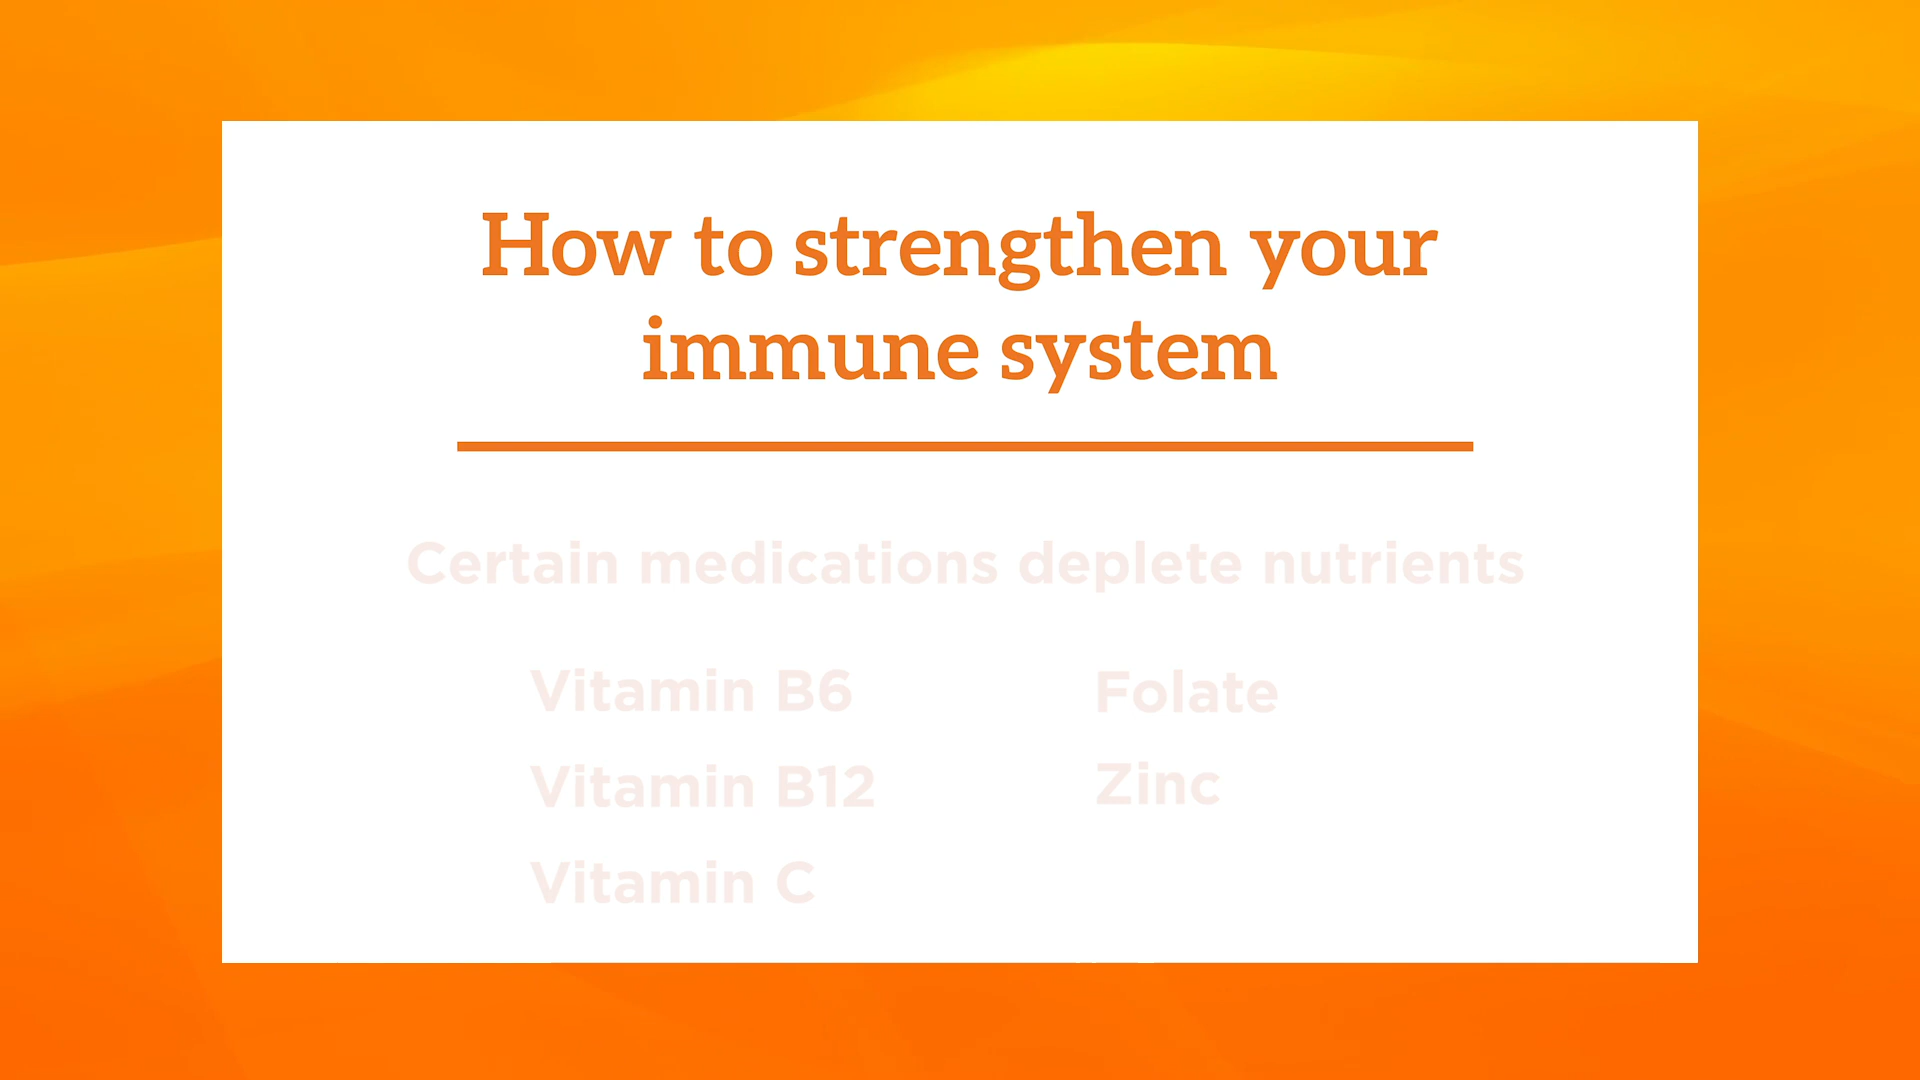 How to strengthen your
immune system
Certain medications deplete nutrients
Vitamin B6
Vitamin B12
Vitamin C
Folate
Zinc